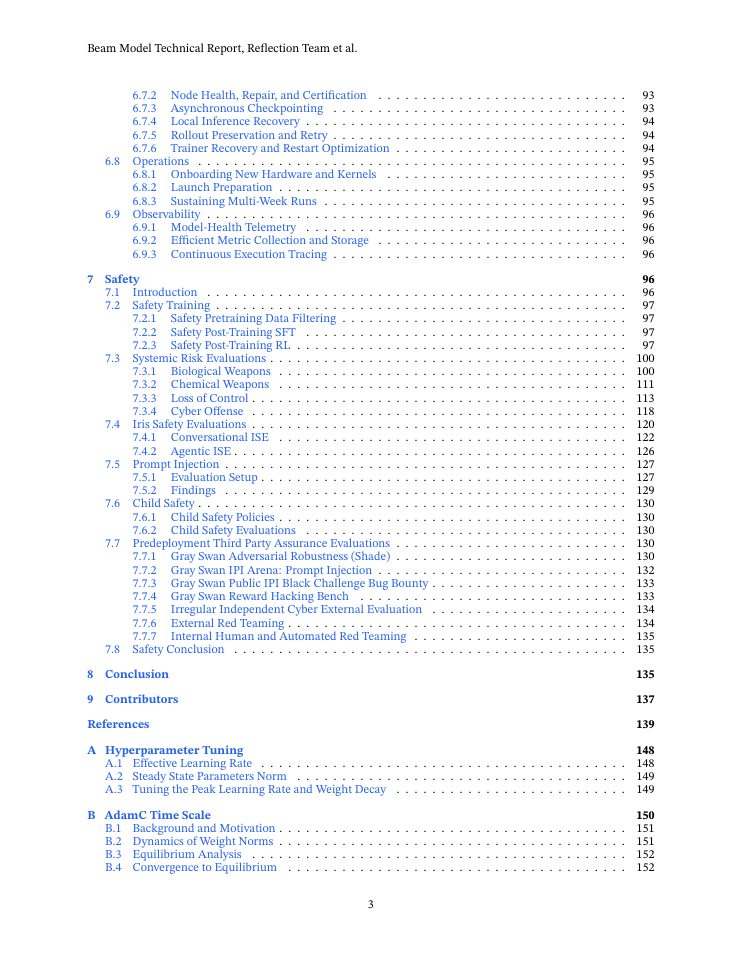 Beam Model Technical Report, Reflection Team et al.
6.7.2 Node Health, Repair, and Certification . . . . . . . . . . . . . . . . . . . . . . . . . . . . 93
6.7.3 Asynchronous Checkpointing . . . . . . . . . . . . . . . . . . . . . . . . . . . . . . . . . 93
6.7.4 Local Inference Recovery . . . . . . . . . . . . . . . . . . . . . . . . . . . . . . . . . . . . 94
6.7.5 Rollout Preservation and Retry . . . . . . . . . . . . . . . . . . . . . . . . . . . . . . . . . 94
6.7.6 Trainer Recovery and Restart Optimization . . . . . . . . . . . . . . . . . . . . . . . . . . 94
6.8 Operations . . . . . . . . . . . . . . . . . . . . . . . . . . . . . . . . . . . . . . . . . . . . . . . . 95
6.8.1 Onboarding New Hardware and Kernels . . . . . . . . . . . . . . . . . . . . . . . . . . . . 95
6.8.2 Launch Preparation . . . . . . . . . . . . . . . . . . . . . . . . . . . . . . . . . . . . . . . 95
6.8.3 Sustaining Multi-Week Runs . . . . . . . . . . . . . . . . . . . . . . . . . . . . . . . . . . 95
6.9 Observability . . . . . . . . . . . . . . . . . . . . . . . . . . . . . . . . . . . . . . . . . . . . . . . 96
6.9.1 Model-Health Telemetry . . . . . . . . . . . . . . . . . . . . . . . . . . . . . . . . . . . . . 96
6.9.2 Efficient Metric Collection and Storage . . . . . . . . . . . . . . . . . . . . . . . . . . . . . 96
6.9.3 Continuous Execution Tracing . . . . . . . . . . . . . . . . . . . . . . . . . . . . . . . . . 96
7 Safety 96
7.1 Introduction . . . . . . . . . . . . . . . . . . . . . . . . . . . . . . . . . . . . . . . . . . . . . . . 96
7.2 Safety Training . . . . . . . . . . . . . . . . . . . . . . . . . . . . . . . . . . . . . . . . . . . . . . 97
7.2.1 Safety Pretraining Data Filtering . . . . . . . . . . . . . . . . . . . . . . . . . . . . . . . . 97
7.2.2 Safety Post-Training SFT . . . . . . . . . . . . . . . . . . . . . . . . . . . . . . . . . . . . . 97
7.2.3 Safety Post-Training RL . . . . . . . . . . . . . . . . . . . . . . . . . . . . . . . . . . . . . 97
7.3 Systemic Risk Evaluations . . . . . . . . . . . . . . . . . . . . . . . . . . . . . . . . . . . . . . . . 100
7.3.1 Biological Weapons . . . . . . . . . . . . . . . . . . . . . . . . . . . . . . . . . . . . . . . 100
7.3.2 Chemical Weapons . . . . . . . . . . . . . . . . . . . . . . . . . . . . . . . . . . . . . . . . 111
7.3.3 Loss of Control . . . . . . . . . . . . . . . . . . . . . . . . . . . . . . . . . . . . . . . . . . 113
7.3.4 Cyber Offense . . . . . . . . . . . . . . . . . . . . . . . . . . . . . . . . . . . . . . . . . . 118
7.4 Iris Safety Evaluations . . . . . . . . . . . . . . . . . . . . . . . . . . . . . . . . . . . . . . . . . . 120
7.4.1 Conversational ISE . . . . . . . . . . . . . . . . . . . . . . . . . . . . . . . . . . . . . . . . 122
7.4.2 Agentic ISE . . . . . . . . . . . . . . . . . . . . . . . . . . . . . . . . . . . . . . . . . . . . 126
7.5 Prompt Injection . . . . . . . . . . . . . . . . . . . . . . . . . . . . . . . . . . . . . . . . . . . . . 127
7.5.1 Evaluation Setup . . . . . . . . . . . . . . . . . . . . . . . . . . . . . . . . . . . . . . . . . 127
7.5.2 Findings . . . . . . . . . . . . . . . . . . . . . . . . . . . . . . . . . . . . . . . . . . . . . 129
7.6 Child Safety . . . . . . . . . . . . . . . . . . . . . . . . . . . . . . . . . . . . . . . . . . . . . . . . 130
7.6.1 Child Safety Policies . . . . . . . . . . . . . . . . . . . . . . . . . . . . . . . . . . . . . . . 130
7.6.2 Child Safety Evaluations . . . . . . . . . . . . . . . . . . . . . . . . . . . . . . . . . . . . . 130
7.7 Predeployment Third Party Assurance Evaluations . . . . . . . . . . . . . . . . . . . . . . . . . . 130
7.7.1 Gray Swan Adversarial Robustness (Shade) . . . . . . . . . . . . . . . . . . . . . . . . . . 130
7.7.2 Gray Swan IPI Arena: Prompt Injection . . . . . . . . . . . . . . . . . . . . . . . . . . . . 132
7.7.3 Gray Swan Public IPI Black Challenge Bug Bounty . . . . . . . . . . . . . . . . . . . . . . 133
7.7.4 Gray Swan Reward Hacking Bench . . . . . . . . . . . . . . . . . . . . . . . . . . . . . . . 133
7.7.5 Irregular Independent Cyber External Evaluation . . . . . . . . . . . . . . . . . . . . . . . 134
7.7.6 External Red Teaming . . . . . . . . . . . . . . . . . . . . . . . . . . . . . . . . . . . . . . 134
7.7.7 Internal Human and Automated Red Teaming . . . . . . . . . . . . . . . . . . . . . . . . 135
7.8 Safety Conclusion . . . . . . . . . . . . . . . . . . . . . . . . . . . . . . . . . . . . . . . . . . . . 135
8 Conclusion 135
9 Contributors 137
References 139
A Hyperparameter Tuning 148
A.1 Effective Learning Rate . . . . . . . . . . . . . . . . . . . . . . . . . . . . . . . . . . . . . . . . . 148
A.2 Steady State Parameters Norm . . . . . . . . . . . . . . . . . . . . . . . . . . . . . . . . . . . . . 149
A.3 Tuning the Peak Learning Rate and Weight Decay . . . . . . . . . . . . . . . . . . . . . . . . . . . 149
B AdamC Time Scale 150
B.1 Background and Motivation . . . . . . . . . . . . . . . . . . . . . . . . . . . . . . . . . . . . . . . 151
B.2 Dynamics of Weight Norms . . . . . . . . . . . . . . . . . . . . . . . . . . . . . . . . . . . . . . . 151
B.3 Equilibrium Analysis . . . . . . . . . . . . . . . . . . . . . . . . . . . . . . . . . . . . . . . . . . 152
B.4 Convergence to Equilibrium . . . . . . . . . . . . . . . . . . . . . . . . . . . . . . . . . . . . . . 152
3